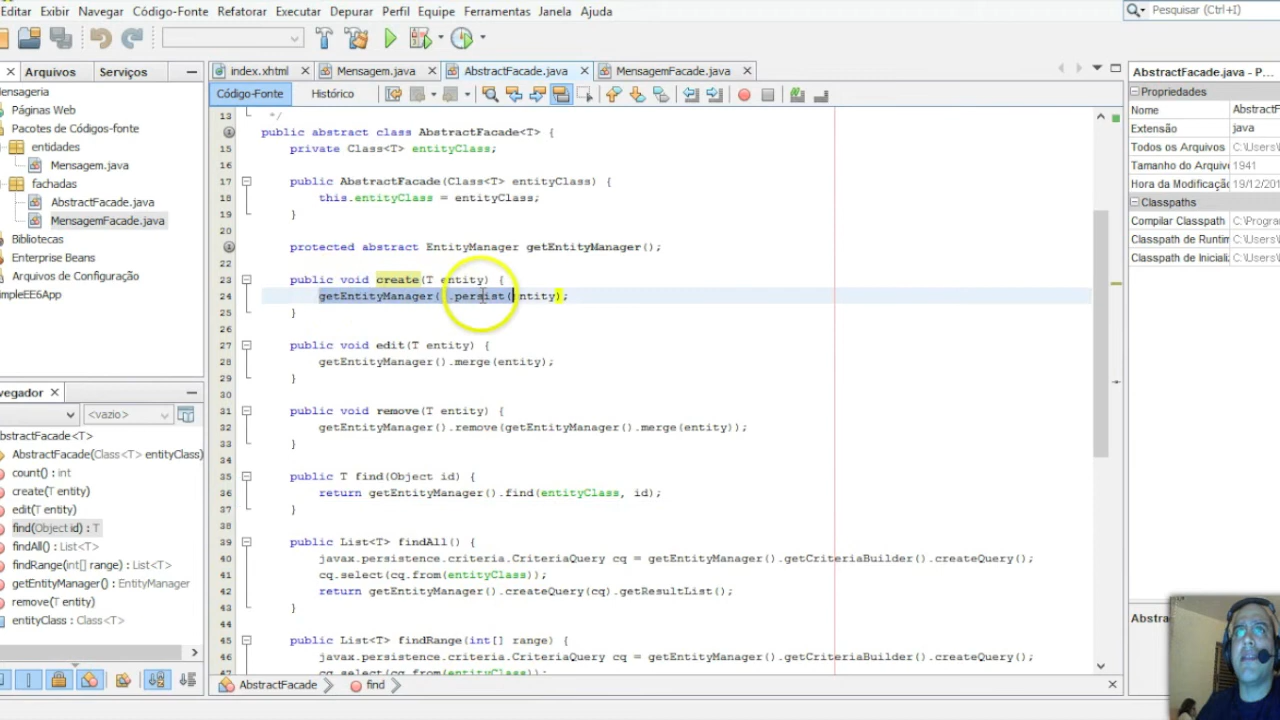 Editar Exibir Navegar Código-Fonte Refatorar Executar Depurar Perfil Equipe Ferramentas Janela Ajuda
Pesquisar (Ctrl+I)
Arquivos Serviços
index.xhtml Mensagem.java AbstractFacade.java MensagemFacade.java
AbstractFacade.java - P...
Código-Fonte Histórico
ensageria
Páginas Web
Pacotes de Códigos-fonte
entidades
Mensagem.java
fachadas
AbstractFacade.java
MensagemFacade.java
Bibliotecas
Enterprise Beans
Arquivos de Configuração
impleEE6App
13 */
public abstract class AbstractFacade<T> {
15 private Class<T> entityClass;
16
17 public AbstractFacade(Class<T> entityClass) {
18 this.entityClass = entityClass;
19 }
20
protected abstract EntityManager getEntityManager();
22
23 public void create(T entity) {
24 getEntityManager( .persist( ntity);
25 }
26
27 public void edit(T entity) {
28 getEntityManager().merge(entity);
29 }
30
31 public void remove(T entity) {
32 getEntityManager().remove(getEntityManager().merge(entity));
33 }
34
35 public T find(Object id) {
36 return getEntityManager().find(entityClass, id);
37 }
38
39 public List<T> findAll() {
40 javax.persistence.criteria.CriteriaQuery cq = getEntityManager().getCriteriaBuilder().createQuery();
41 cq.select(cq.from(entityClass));
42 return getEntityManager().createQuery(cq).getResultList();
43 }
44
45 public List<T> findRange(int[] range) {
46 javax.persistence.criteria.CriteriaQuery cq = getEntityManager().getCriteriaBuilder().createQuery();
47 cq.select(cq.from(entityClass));
AbstractFacade find
vegador
<vazio>
bstractFacade<T>
AbstractFacade(Class<T> entityClass)
count() : int
create(T entity)
edit(T entity)
find(Object id) : T
findAll() : List<T>
findRange(int[] range) : List<T>
getEntityManager() : EntityManager
remove(T entity)
entityClass : Class<T>
Propriedades
Nome AbstractF
Extensão java
Todos os Arquivos C:\Users\
Tamanho do Arquivo 1941
Hora da Modificação 19/12/201
Classpaths
Compilar Classpath C:\Progra
Classpath de Runtim C:\Users\
Classpath de Inicializ C:\Users\
Abstra